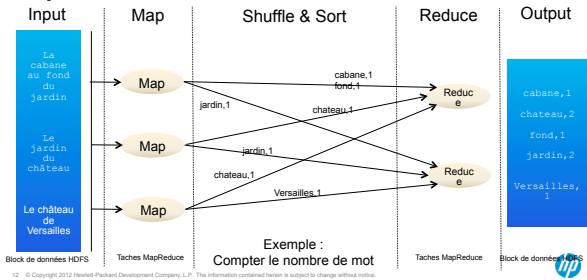 Input
Map
Shuffle & Sort
Reduce
Output
La
cabane
au fond
du
jardin
Map
cabane,1
fond,1
jardin,1
Reduc
e
cabane,1
chateau,2
fond,1
jardin,2
Versailles,
1
Le
jardin
du
château
Map
chateau,1
jardin,1
chateau,1
Reduc
e
Le château
de
Versailles
Map
Versailles,1
Exemple :
Compter le nombre de mot
Block de données HDFS
Taches MapReduce
Taches MapReduce
Block de données HDFS
hp
12 © Copyright 2012 Hewlett-Packard Development Company, L.P. The information contained herein is subject to change without notice.